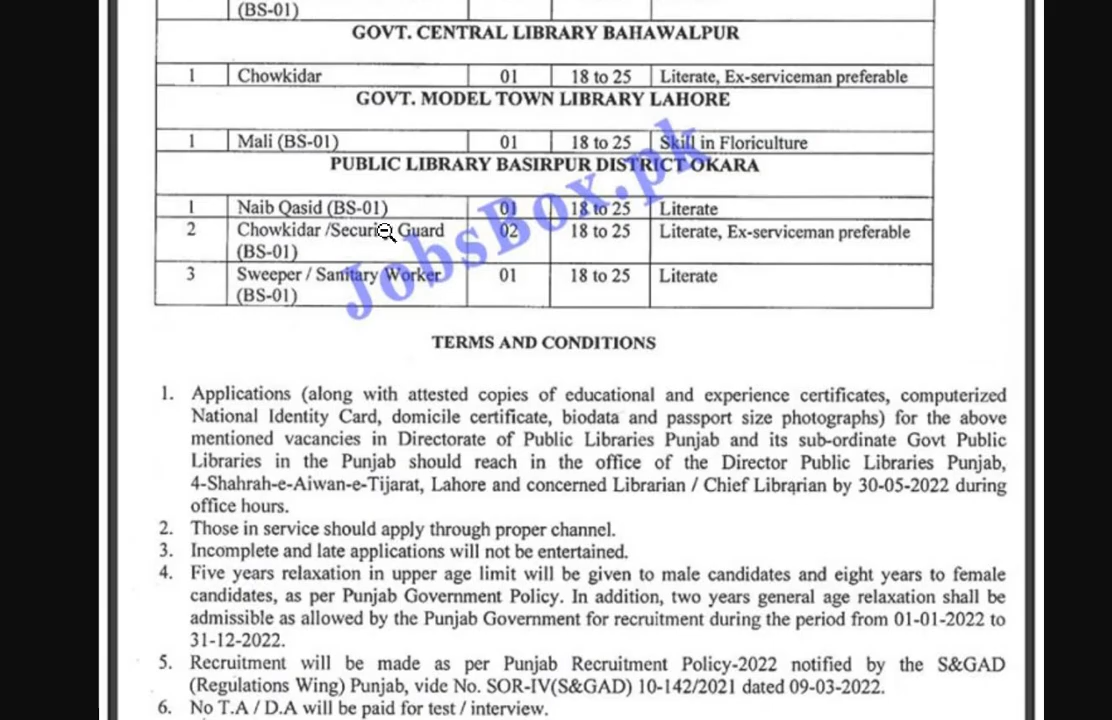 (BS-01)
GOVT. CENTRAL LIBRARY BAHAWALPUR
1 Chowkidar 01 18 to 25 Literate, Ex-serviceman preferable
GOVT. MODEL TOWN LIBRARY LAHORE
1 Mali (BS-01) 01 18 to 25 Skill in Floriculture
PUBLIC LIBRARY BASIRPUR DISTRICT OKARA
1 Naib Qasid (BS-01) 01 18 to 25 Literate
2 Chowkidar /Security Guard 02 18 to 25 Literate, Ex-serviceman preferable
(BS-01)
3 Sweeper / Sanitary Worker 01 18 to 25 Literate
(BS-01)
JobsBox.pk
TERMS AND CONDITIONS
1. Applications (along with attested copies of educational and experience certificates, computerized
National Identity Card, domicile certificate, biodata and passport size photographs) for the above
mentioned vacancies in Directorate of Public Libraries Punjab and its sub-ordinate Govt Public
Libraries in the Punjab should reach in the office of the Director Public Libraries Punjab,
4-Shahrah-e-Aiwan-e-Tijarat, Lahore and concerned Librarian / Chief Librarian by 30-05-2022 during
office hours.
2. Those in service should apply through proper channel.
3. Incomplete and late applications will not be entertained.
4. Five years relaxation in upper age limit will be given to male candidates and eight years to female
candidates, as per Punjab Government Policy. In addition, two years general age relaxation shall be
admissible as allowed by the Punjab Government for recruitment during the period from 01-01-2022 to
31-12-2022.
5. Recruitment will be made as per Punjab Recruitment Policy-2022 notified by the S&GAD
(Regulations Wing) Punjab, vide No. SOR-IV(S&GAD) 10-142/2021 dated 09-03-2022.
6. No T.A / D.A will be paid for test / interview.